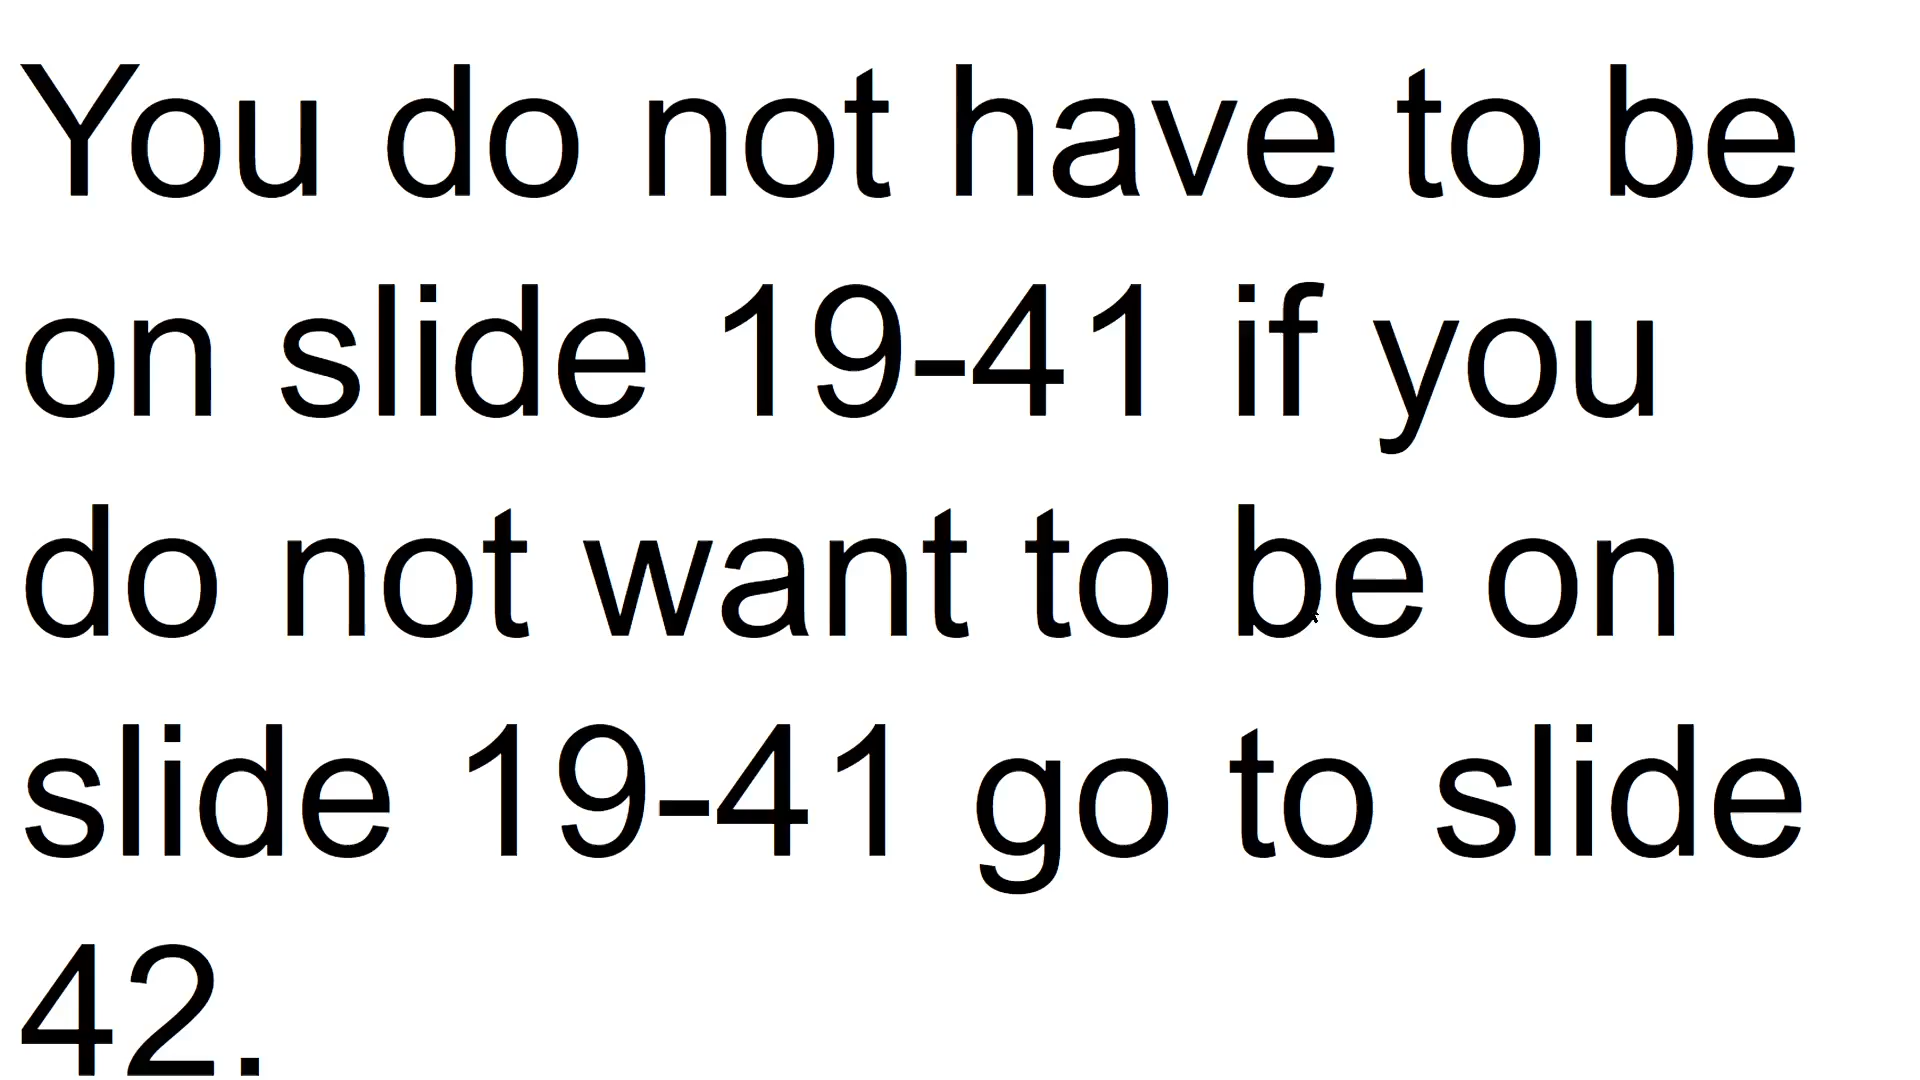 You do not have to be
on slide 19-41 if you
do not want to be on
slide 19-41 go to slide
42.